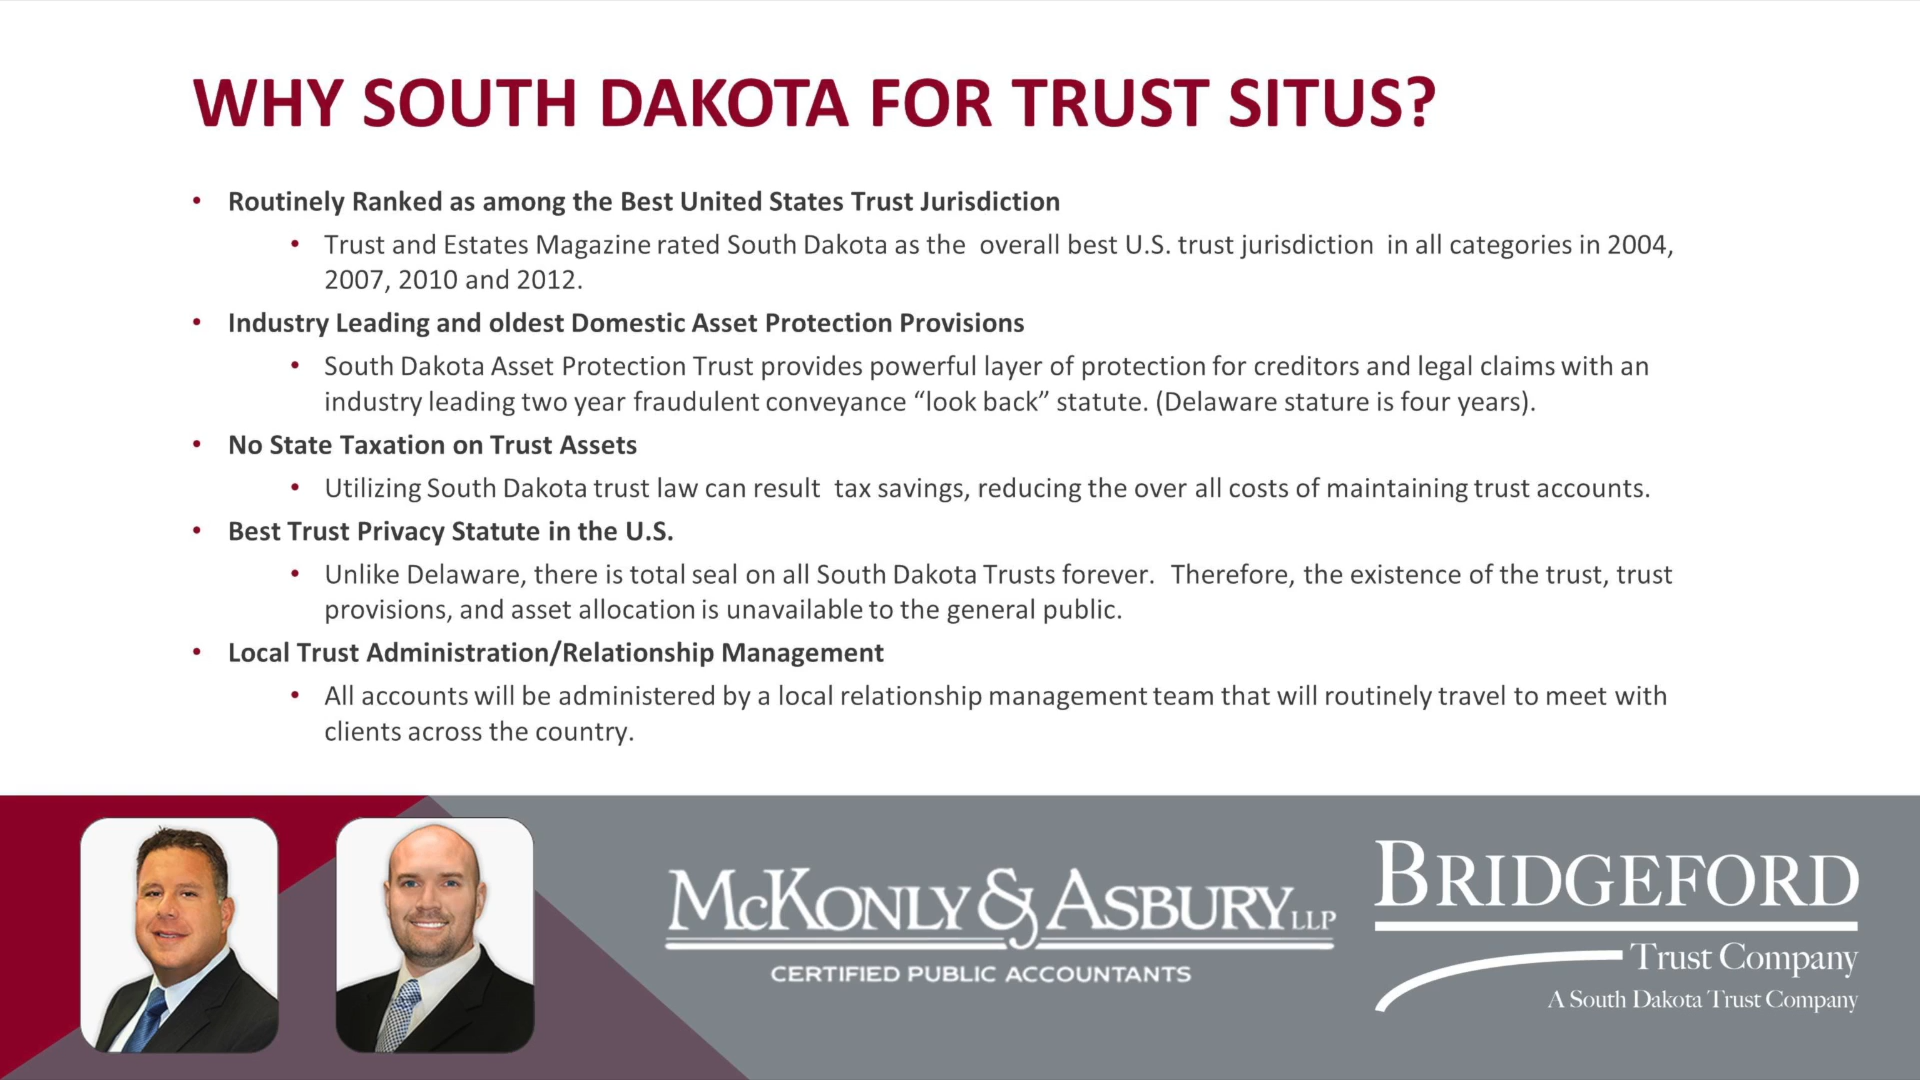 WHY SOUTH DAKOTA FOR TRUST SITUS?
• Routinely Ranked as among the Best United States Trust Jurisdiction
• Trust and Estates Magazine rated South Dakota as the overall best U.S. trust jurisdiction in all categories in 2004,
2007, 2010 and 2012.
• Industry Leading and oldest Domestic Asset Protection Provisions
• South Dakota Asset Protection Trust provides powerful layer of protection for creditors and legal claims with an
industry leading two year fraudulent conveyance “look back” statute. (Delaware stature is four years).
• No State Taxation on Trust Assets
• Utilizing South Dakota trust law can result tax savings, reducing the over all costs of maintaining trust accounts.
• Best Trust Privacy Statute in the U.S.
• Unlike Delaware, there is total seal on all South Dakota Trusts forever. Therefore, the existence of the trust, trust
provisions, and asset allocation is unavailable to the general public.
• Local Trust Administration/Relationship Management
• All accounts will be administered by a local relationship management team that will routinely travel to meet with
clients across the country.
McKONLY & ASBURY LLP
CERTIFIED PUBLIC ACCOUNTANTS
BRIDGEFORD
Trust Company
A South Dakota Trust Company